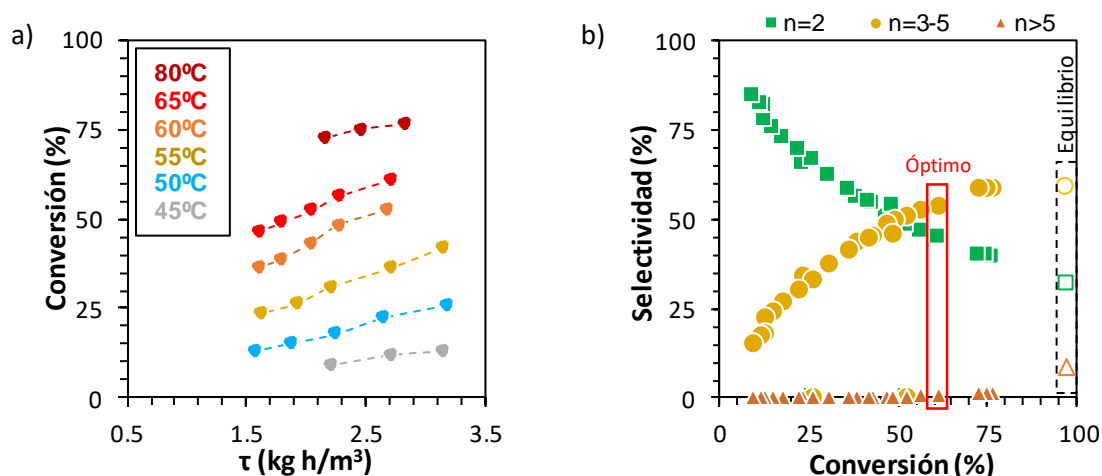 a)
Conversión (%)
100
75
50
25
0
80ºC
65ºC
60ºC
55ºC
50ºC
45ºC
0.5
1.5
2.5
3.5
τ (kg h/m³)
b)
n=2
n=3-5
n>5
Selectividad (%)
100
75
50
25
0
Óptimo
Equilibrio
0
25
50
75
100
Conversión (%)